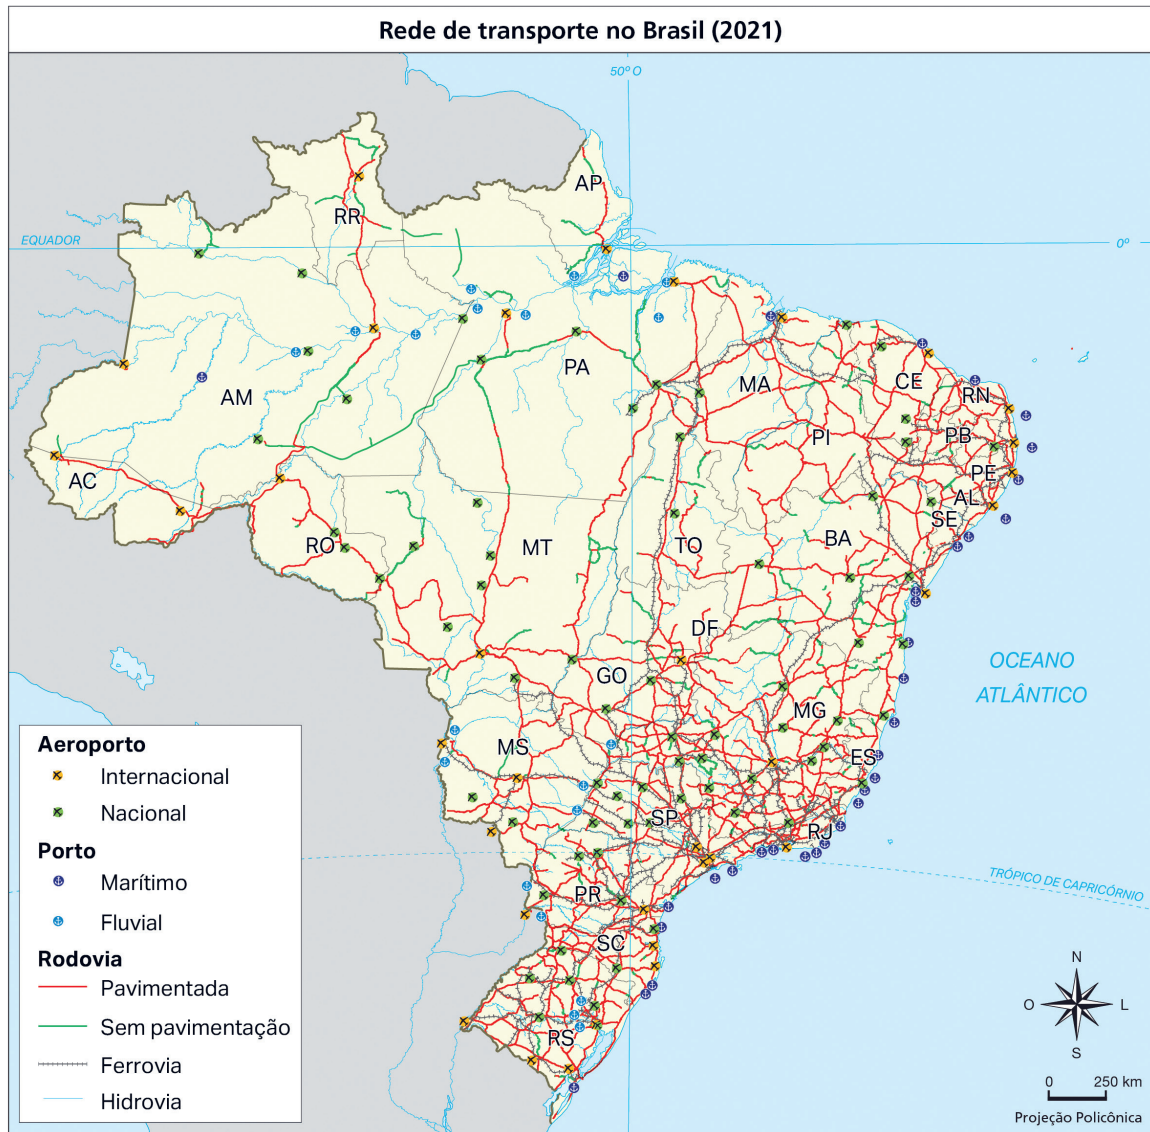 Rede de transporte no Brasil (2021)
50º O
AP
RR
EQUADOR
0º
PA
MA
CE
RN
AM
PI
PB
PE
AC
AL
SE
RO
MT
TO
BA
DF
OCEANO
ATLÂNTICO
GO
MG
MS
ES
SP
RJ
TRÓPICO DE CAPRICÓRNIO
PR
SC
RS
Aeroporto
Internacional
Nacional
Porto
Marítimo
Fluvial
Rodovia
Pavimentada
Sem pavimentação
Ferrovia
Hidrovia
N
O
L
S
0 250 km
Projeção Policônica